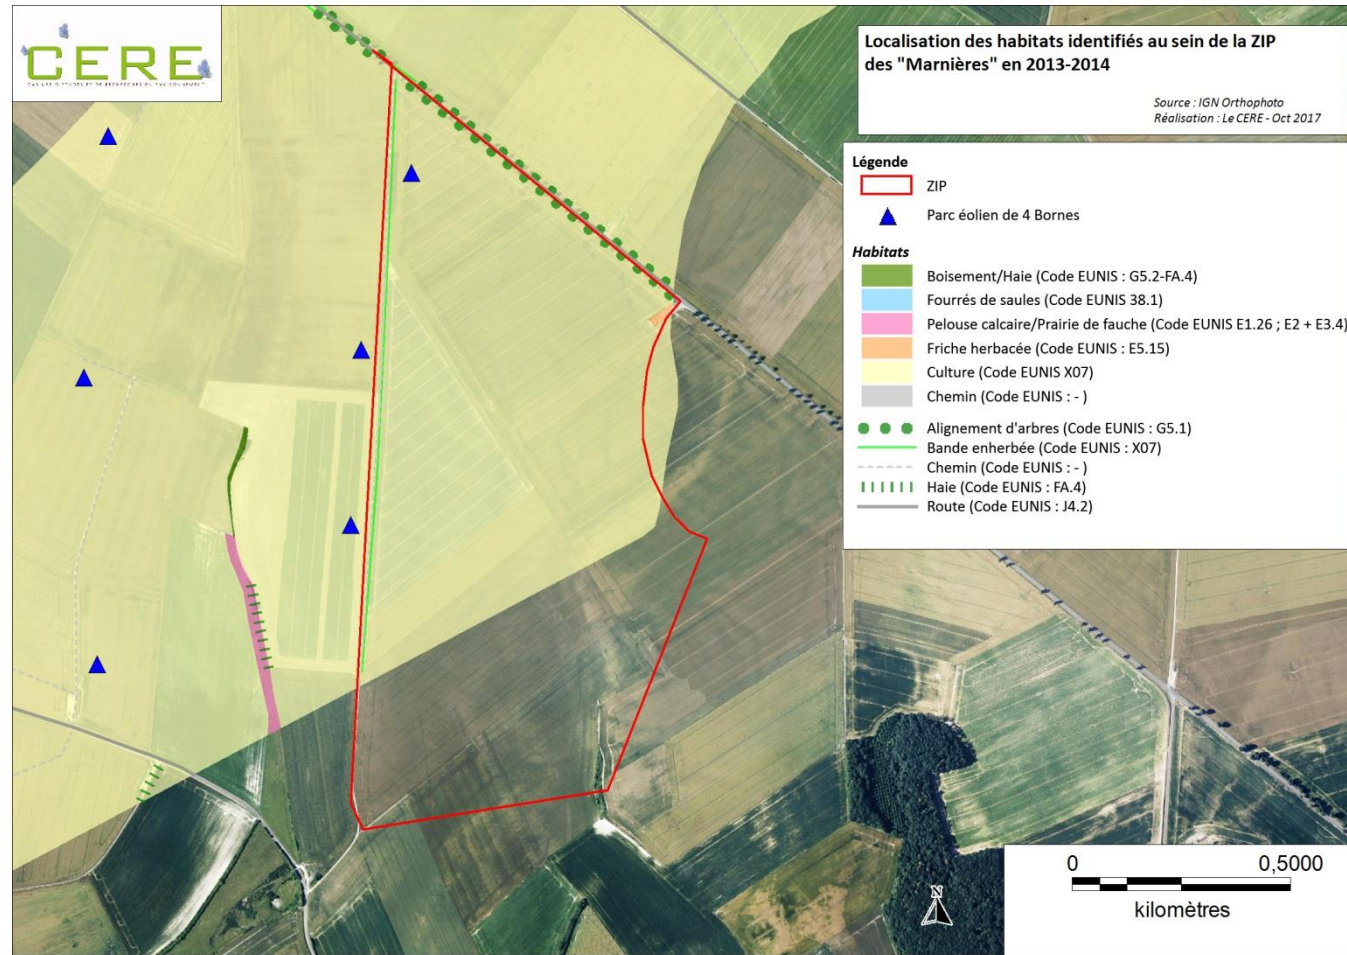 CERE
Localisation des habitats identifiés au sein de la ZIP
des "Marnières" en 2013-2014
Source : IGN Orthophoto
Réalisation : Le CERE - Oct 2017
Légende
ZIP
Parc éolien de 4 Bornes
Habitats
Boisement/Haie (Code EUNIS : G5.2-FA.4)
Fourrés de saules (Code EUNIS 38.1)
Pelouse calcaire/Prairie de fauche (Code EUNIS E1.26 ; E2 + E3.4)
Friche herbacée (Code EUNIS : E5.15)
Culture (Code EUNIS X07)
Chemin (Code EUNIS : - )
Alignement d'arbres (Code EUNIS : G5.1)
Bande enherbée (Code EUNIS : X07)
Chemin (Code EUNIS : - )
Haie (Code EUNIS : FA.4)
Route (Code EUNIS : J4.2)
0 0,5000
kilomètres
N